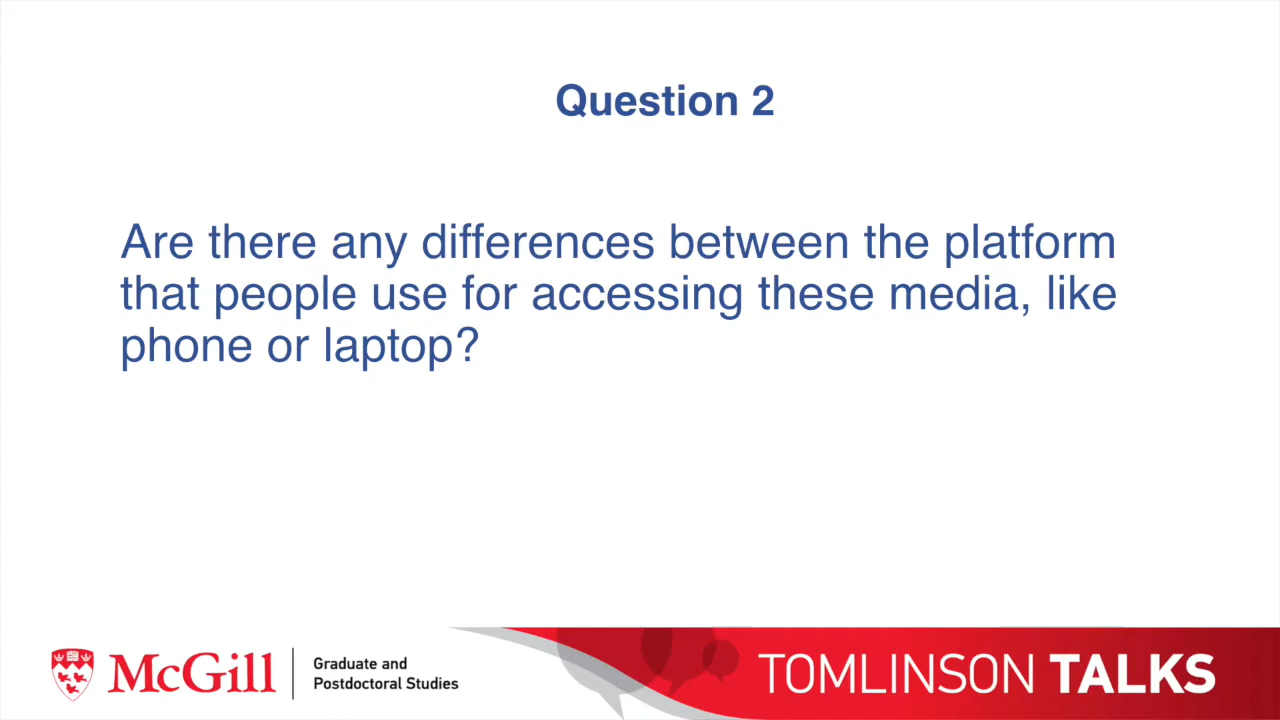 Question 2
Are there any differences between the platform
that people use for accessing these media, like
phone or laptop?
McGill
Graduate and
Postdoctoral Studies
TOMLINSON TALKS